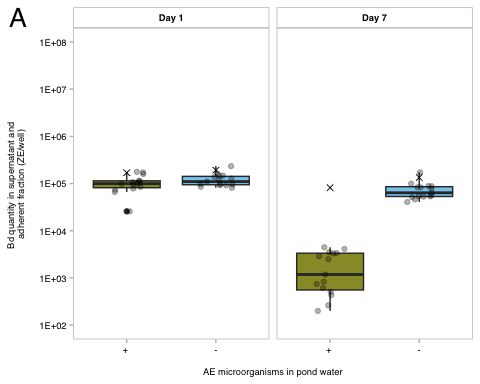 A
Day 1
Day 7
Bd quantity in supernatant and
adherent fraction (ZE/well)
1E+08
1E+07
1E+06
1E+05
1E+04
1E+03
1E+02
+
-
+
-
AE microorganisms in pond water